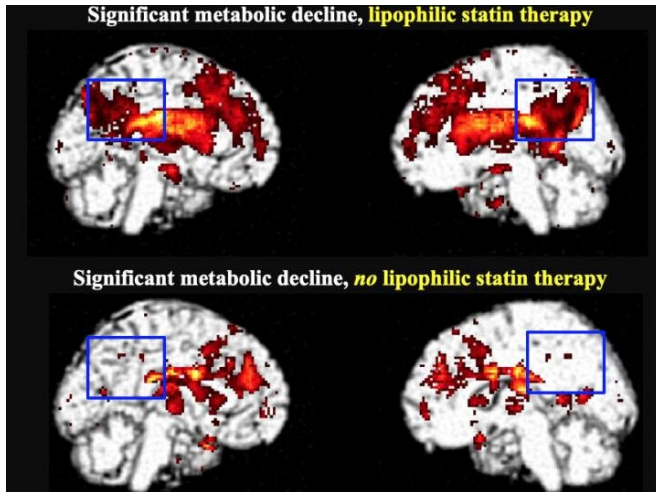 Significant metabolic decline, lipophilic statin therapy
Significant metabolic decline, no lipophilic statin therapy